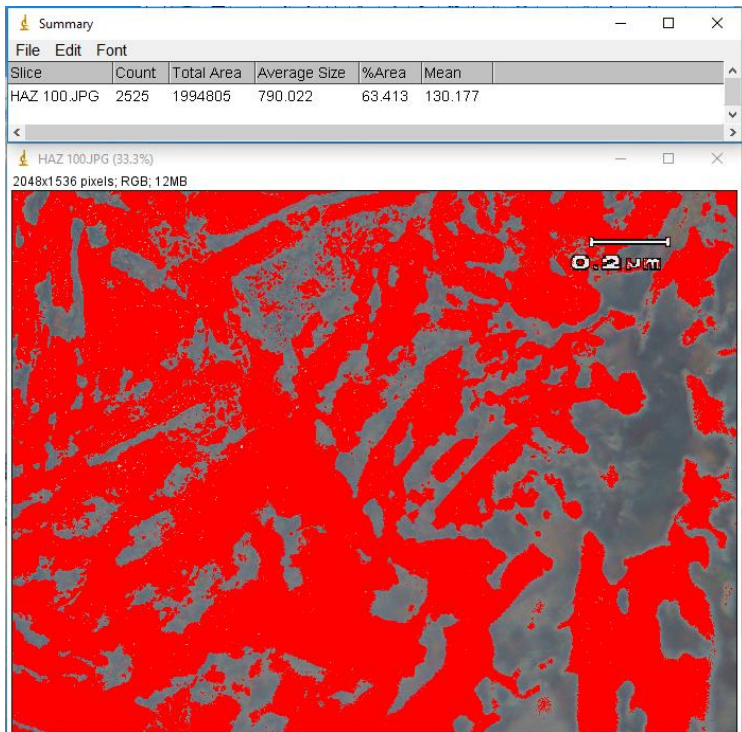 Summary
File Edit Font
Slice Count Total Area Average Size %Area Mean
HAZ 100.JPG 2525 1994805 790.022 63.413 130.177
HAZ 100.JPG (33.3%)
2048x1536 pixels; RGB; 12MB
0.2 µm